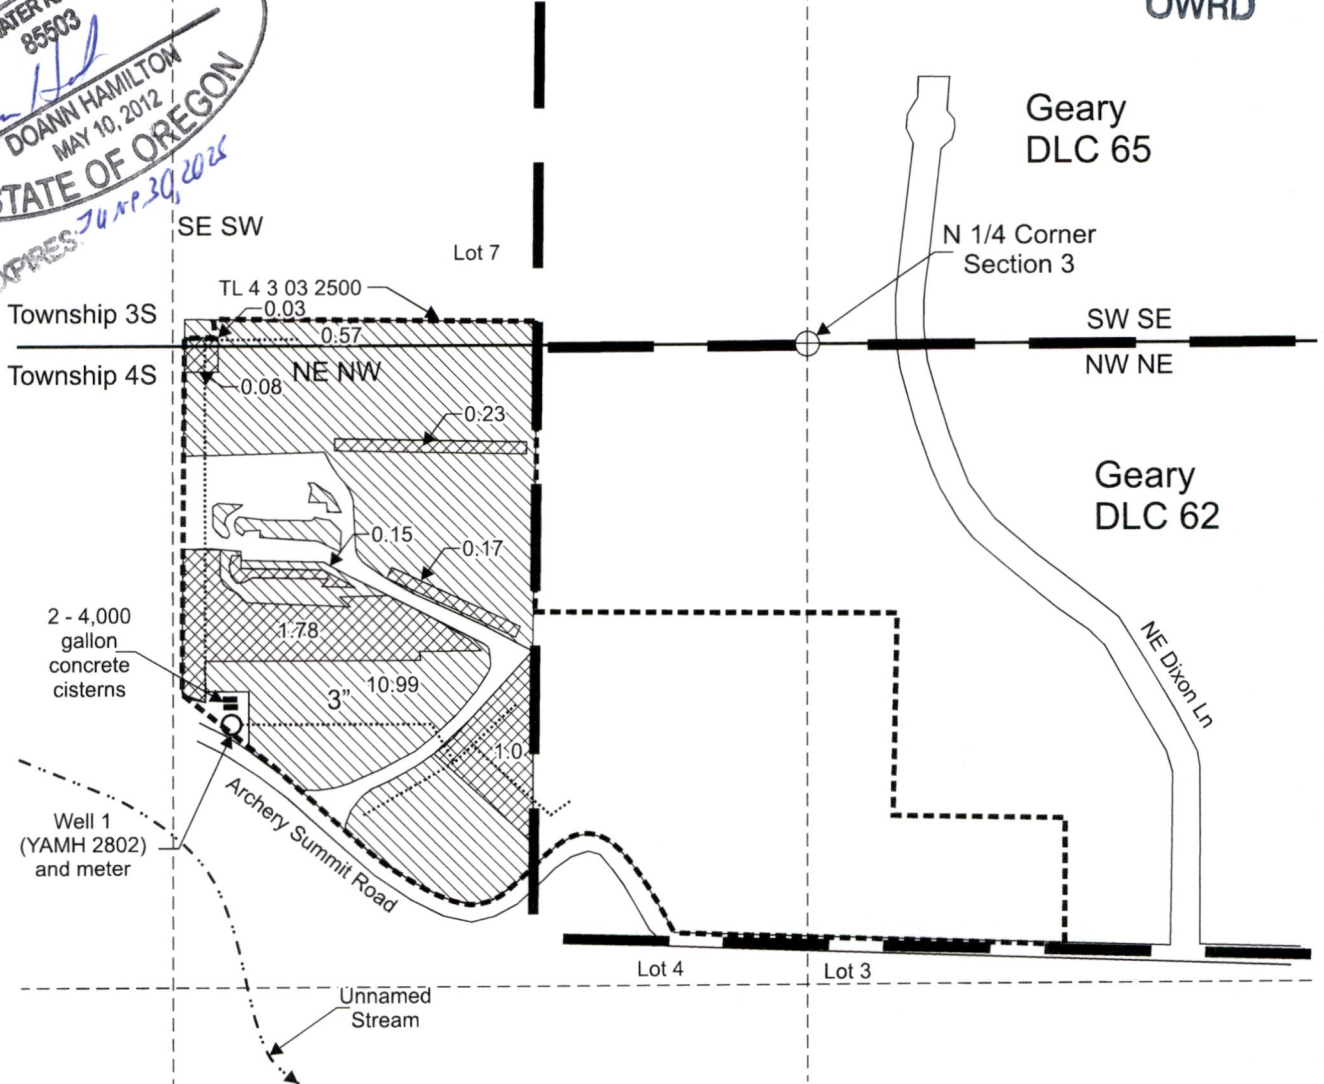 OWRD
85503
DOANN HAMILTON
MAY 10, 2012
STATE OF OREGON
EXPIRES: June 30, 2025
Geary
DLC 65
N 1/4 Corner
Section 3
SE SW
Lot 7
TL 4 3 03 2500
0.03
0.57
Township 3S
SW SE
Township 4S
NE NW
NW NE
0.08
0.23
Geary
DLC 62
0.15
0.17
2 - 4,000
gallon
concrete
cisterns
1.78
10.99
3”
1.0
NE Dixon Ln
Archery Summit Road
Well 1
(YAMH 2802)
and meter
Lot 4
Lot 3
Unnamed
Stream